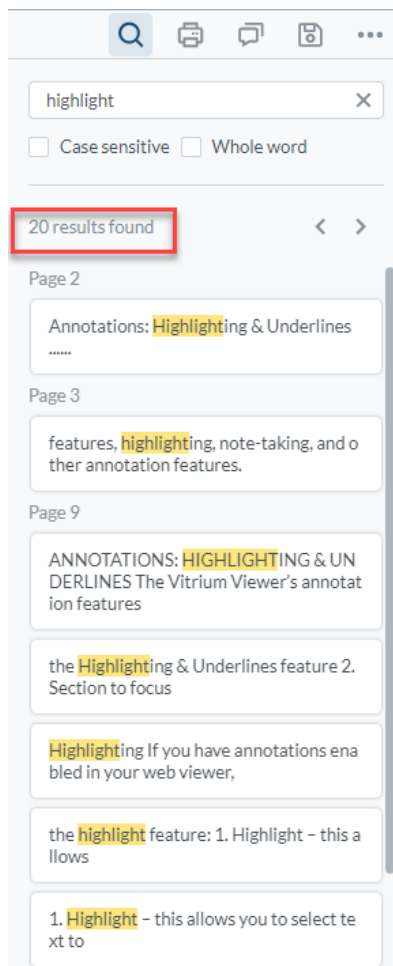 highlight
Case sensitive Whole word
20 results found
Page 2
Annotations: Highlighting & Underlines
......
Page 3
features, highlighting, note-taking, and o
ther annotation features.
Page 9
ANNOTATIONS: HIGHLIGHTING & UN
DERLINES The Vitrium Viewer's annotat
ion features
the Highlighting & Underlines feature 2.
Section to focus
Highlighting If you have annotations ena
bled in your web viewer,
the highlight feature: 1. Highlight – this a
llows
1. Highlight – this allows you to select te
xt to